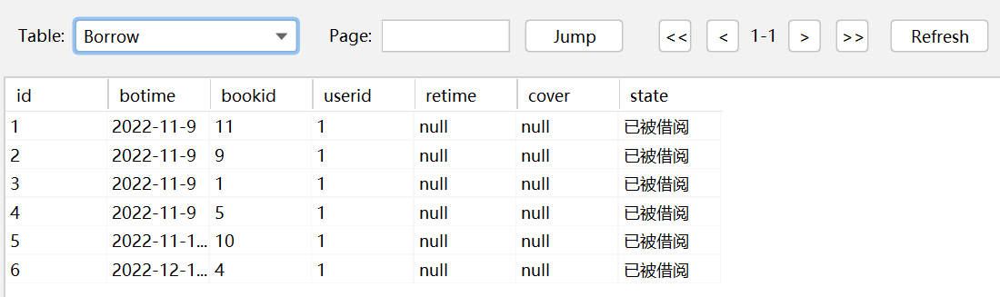 Table: Borrow Page: Jump << < 1-1 > >> Refresh
id botime bookid userid retime cover state
1 2022-11-9 11 1 null null 已被借阅
2 2022-11-9 9 1 null null 已被借阅
3 2022-11-9 1 1 null null 已被借阅
4 2022-11-9 5 1 null null 已被借阅
5 2022-11-1... 10 1 null null 已被借阅
6 2022-12-1... 4 1 null null 已被借阅